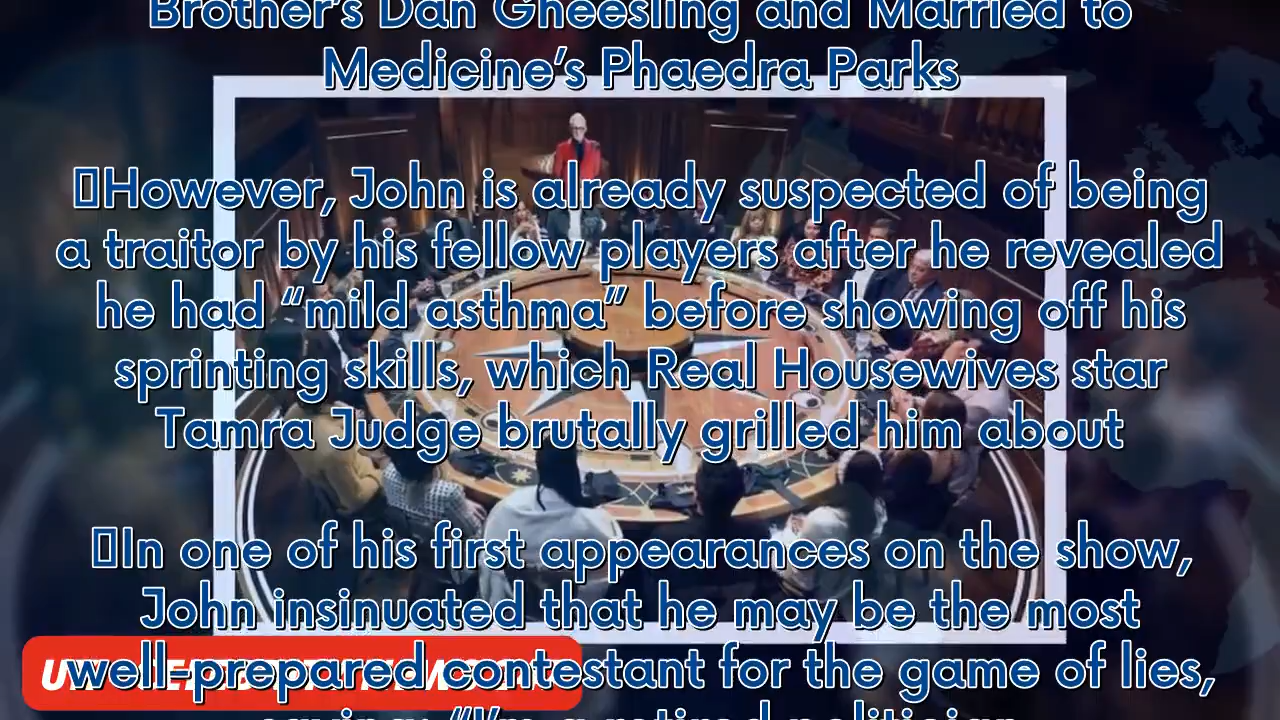 Brother's Dan Gheesling and Married to
Medicine's Phaedra Parks
However, John is already suspected of being
a traitor by his fellow players after he revealed
he had “mild asthma” before showing off his
sprinting skills, which Real Housewives star
Tamra Judge brutally grilled him about
In one of his first appearances on the show,
John insinuated that he may be the most
well-prepared contestant for the game of lies,
saying: “I'm a retired politician